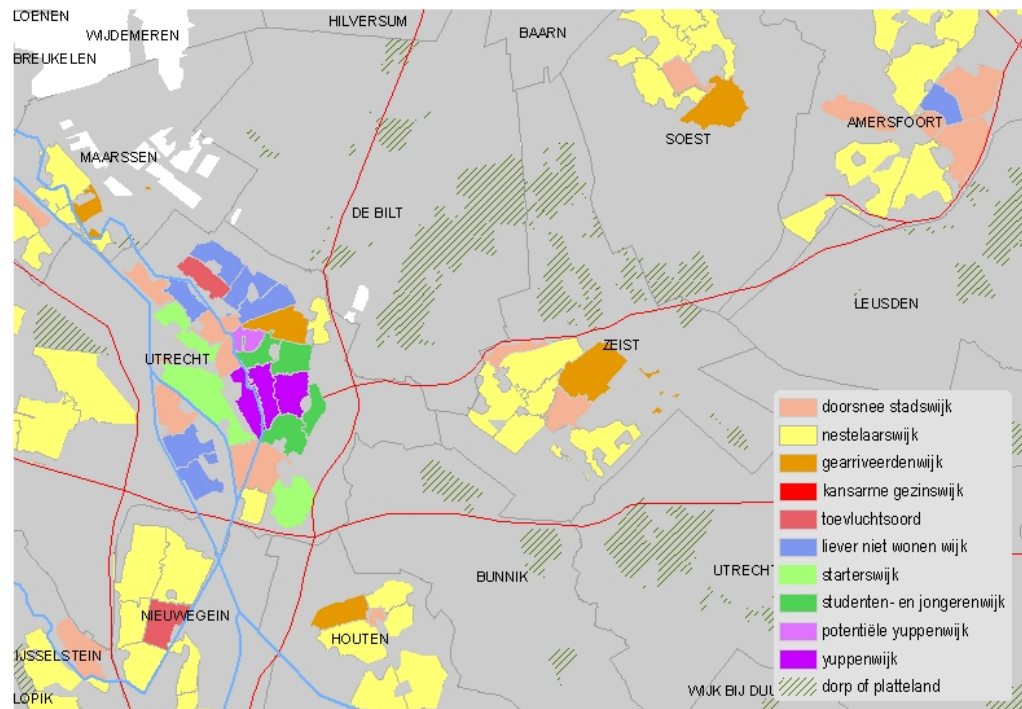 LOENEN
HILVERSUM
WIJDEMEREN
BAARN
BREUKELEN
AMERSFOORT
SOEST
MAARSSEN
DE BILT
LEUSDEN
UTRECHT
ZEIST
doorsnee stadswijk
nestelaarswijk
gearriveerdenwijk
kansarme gezinswijk
toevluchtsoord
liever niet wonen wijk
starterswijk
studenten- en jongerenwijk
potentiële yuppenwijk
yuppenwijk
dorp of platteland
BUNNIK
UTRECHT
NIEUWEGEIN
HOUTEN
IJSSELSTEIN
LOPIK
WIJK BIJ DUU